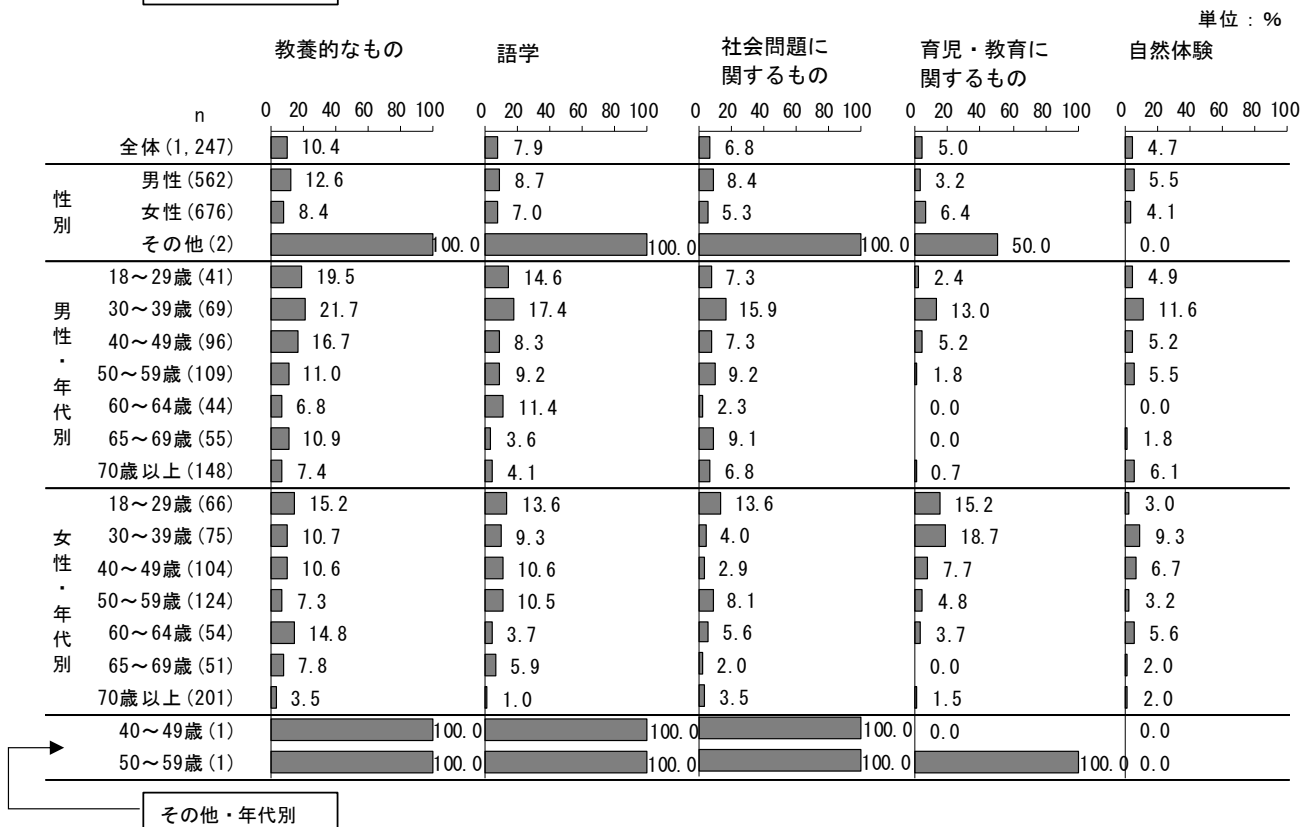 単位：%
教養的なもの 語学 社会問題に関するもの 育児・教育に関するもの 自然体験
n 0 20 40 60 80 100 0 20 40 60 80 100 0 20 40 60 80 100 0 20 40 60 80 100 0 20 40 60 80 100
全体(1,247) 10.4 7.9 6.8 5.0 4.7
性別
男性(562) 12.6 8.7 8.4 3.2 5.5
女性(676) 8.4 7.0 5.3 6.4 4.1
その他(2) 100.0 100.0 100.0 50.0 0.0
男性・年代別
18～29歳(41) 19.5 14.6 7.3 2.4 4.9
30～39歳(69) 21.7 17.4 15.9 13.0 11.6
40～49歳(96) 16.7 8.3 7.3 5.2 5.2
50～59歳(109) 11.0 9.2 9.2 1.8 5.5
60～64歳(44) 6.8 11.4 2.3 0.0 0.0
65～69歳(55) 10.9 3.6 9.1 0.0 1.8
70歳以上(148) 7.4 4.1 6.8 0.7 6.1
女性・年代別
18～29歳(66) 15.2 13.6 13.6 15.2 3.0
30～39歳(75) 10.7 9.3 4.0 18.7 9.3
40～49歳(104) 10.6 10.6 2.9 7.7 6.7
50～59歳(124) 7.3 10.5 8.1 4.8 3.2
60～64歳(54) 14.8 3.7 5.6 3.7 5.6
65～69歳(51) 7.8 5.9 2.0 0.0 2.0
70歳以上(201) 3.5 1.0 3.5 1.5 2.0
40～49歳(1) 100.0 100.0 100.0 0.0 0.0
50～59歳(1) 100.0 100.0 100.0 100.0 0.0
その他・年代別